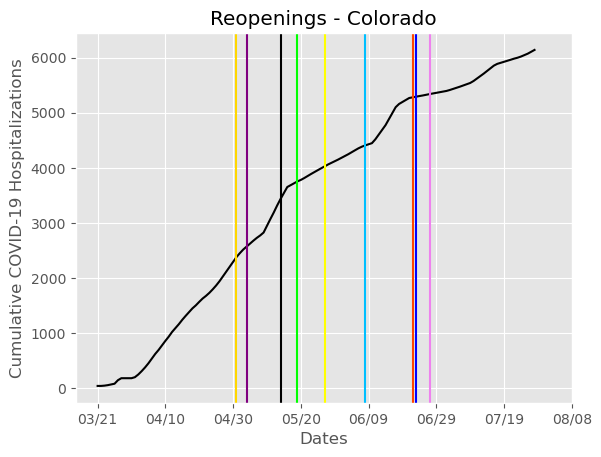 Reopenings - Colorado
Cumulative COVID-19 Hospitalizations
6000
5000
4000
3000
2000
1000
0
03/21 04/10 04/30 05/20 06/09 06/29 07/19 08/08
Dates